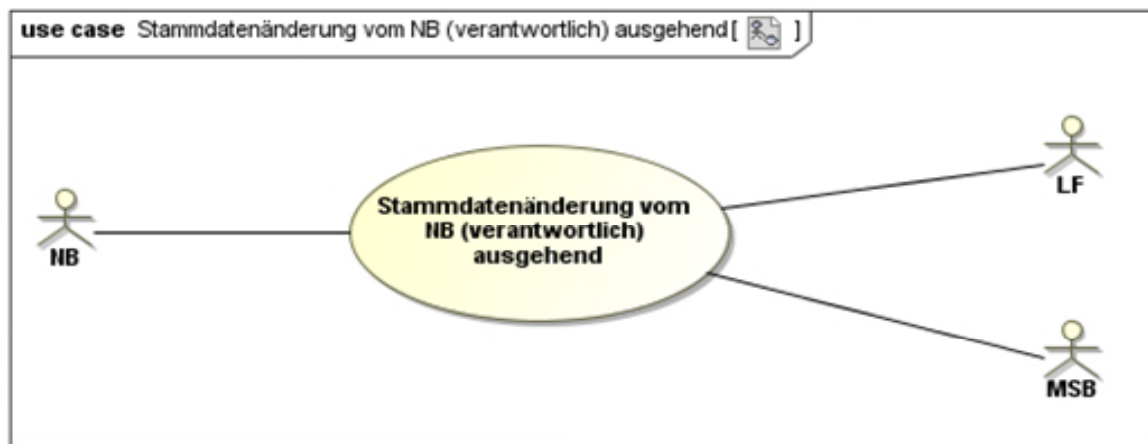 use case Stammdatenänderung vom NB (verantwortlich) ausgehend[ ]
LF
Stammdatenänderung vom
NB (verantwortlich)
ausgehend
NB
MSB